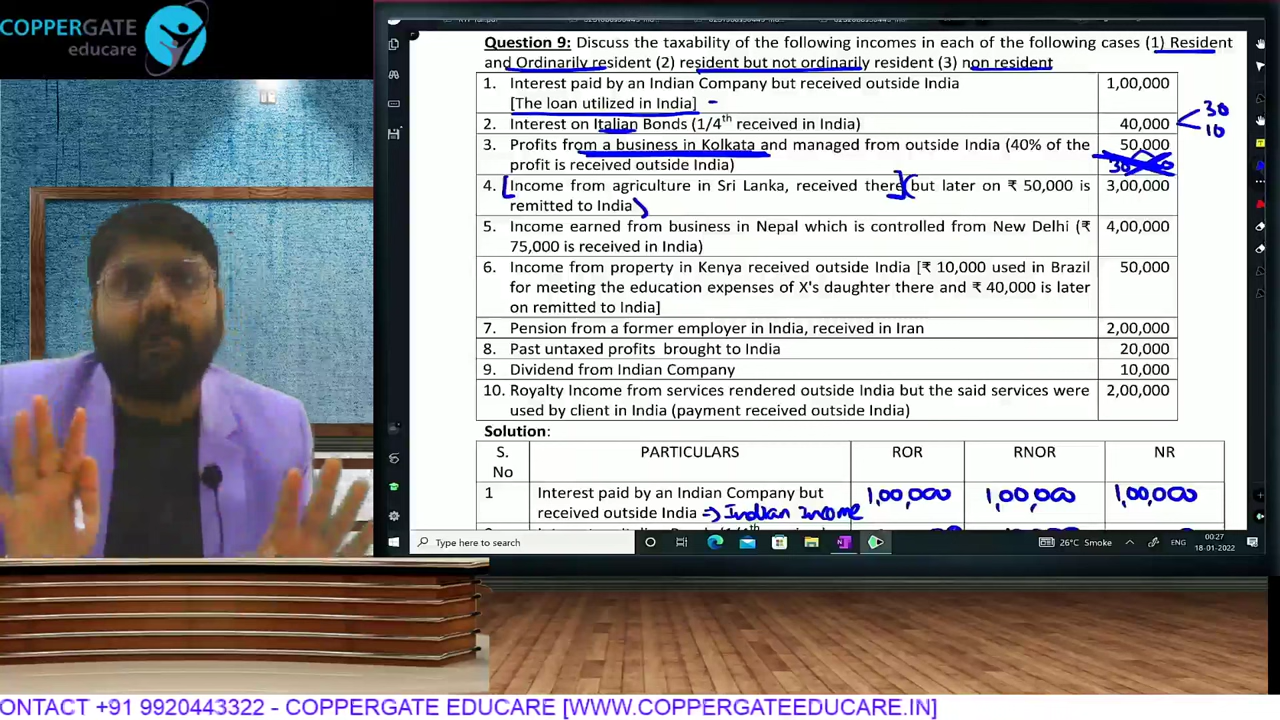 COPPERGATE
educare
Question 9: Discuss the taxability of the following incomes in each of the following cases (1) Resident
and Ordinarily resident (2) resident but not ordinarily resident (3) non resident
1. Interest paid by an Indian Company but received outside India 1,00,000
[The loan utilized in India]
2. Interest on Italian Bonds (1/4th received in India) 40,000
30
10
3. Profits from a business in Kolkata and managed from outside India (40% of the 50,000
profit is received outside India)
4. Income from agriculture in Sri Lanka, received there (but later on ₹ 50,000 is 3,00,000
remitted to India)
5. Income earned from business in Nepal which is controlled from New Delhi (₹ 4,00,000
75,000 is received in India)
6. Income from property in Kenya received outside India [₹ 10,000 used in Brazil 50,000
for meeting the education expenses of X's daughter there and ₹ 40,000 is later
on remitted to India]
7. Pension from a former employer in India, received in Iran 2,00,000
8. Past untaxed profits brought to India 20,000
9. Dividend from Indian Company 10,000
10. Royalty Income from services rendered outside India but the said services were 2,00,000
used by client in India (payment received outside India)
Solution:
S. No PARTICULARS ROR RNOR NR
1 Interest paid by an Indian Company but 1,00,000 1,00,000 1,00,000
received outside India → Indian Income
Type here to search
26°C Smoke
ENG
00:27
18-01-2022
ONTACT +91 9920443322 - COPPERGATE EDUCARE [WWW.COPPERGATEEDUCARE.IN]